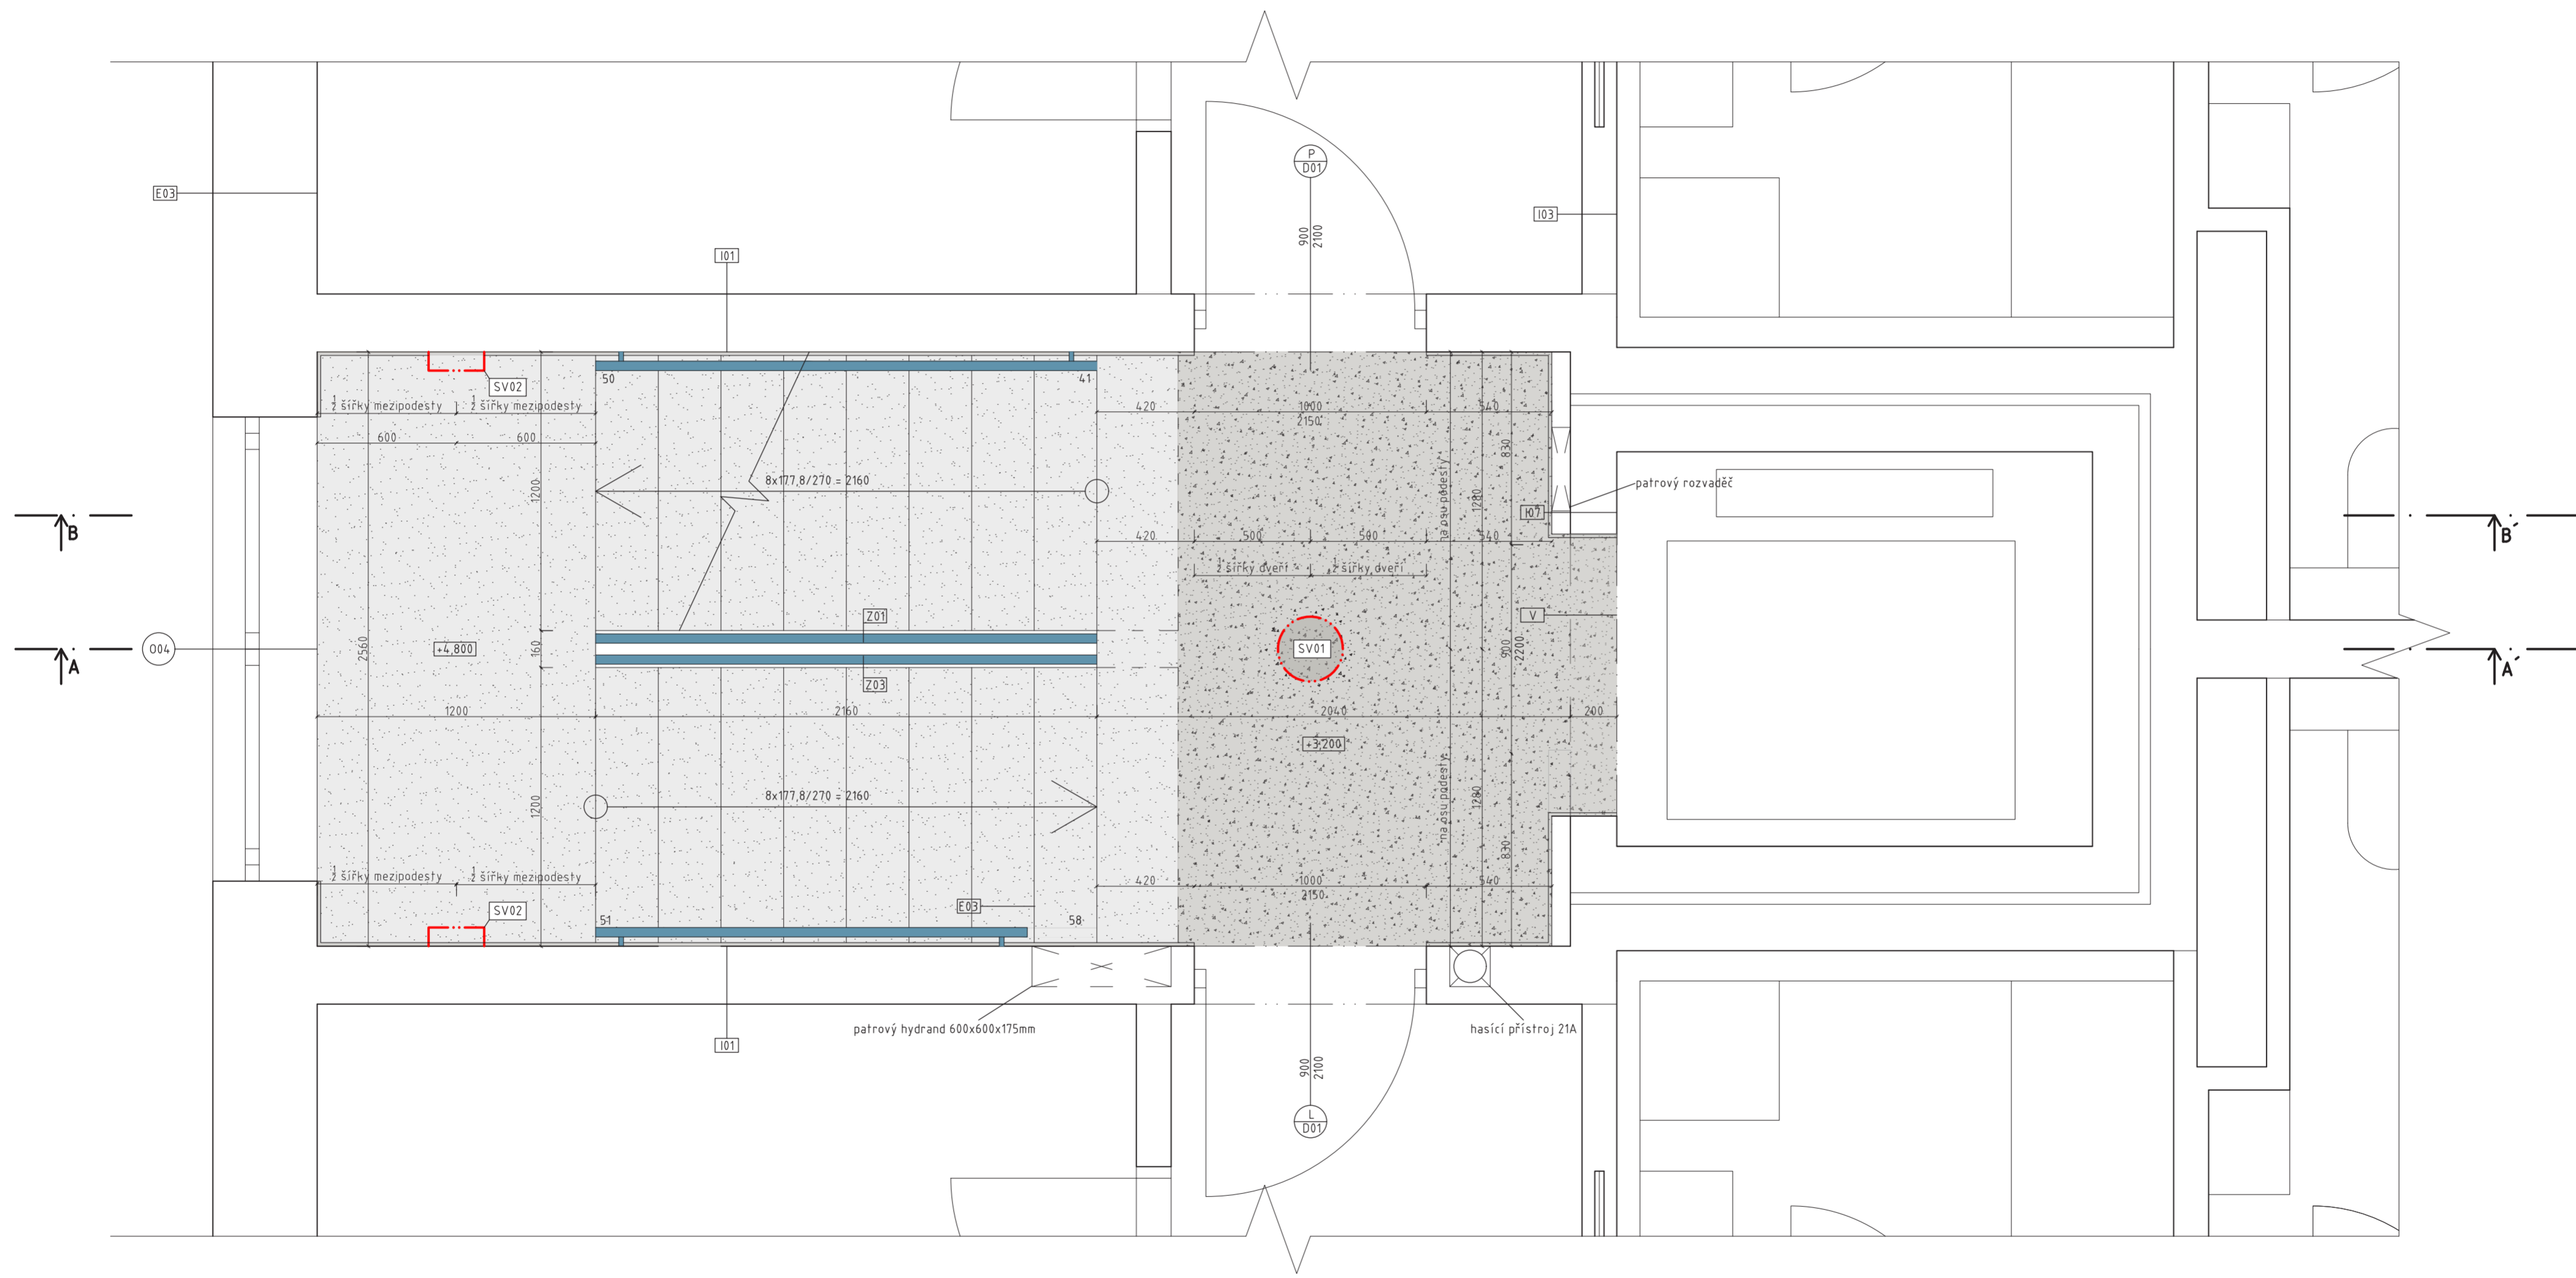 P
D01
E03
I03
900
2100
I01
SV02
50
41
½ šířky mezipodesty
½ šířky mezipodesty
420
1000
540
2150
600
600
830
8x177,8/270 = 2160
1200
na osu podesty
1280
patrový rozvaděč
I07
B
B´
420
500
500
540
½ šířky dveří
½ šířky dveří
Z01
V
004
2560
+4,800
160
SV01
900
2200
A
A´
Z03
1200
2160
2040
200
+3,200
8x177,8/270 = 2160
1200
na osu podesty
1280
830
½ šířky mezipodesty
½ šířky mezipodesty
420
1000
540
2150
SV02
E03
51
58
patrový hydrand 600x600x175mm
hasící přístroj 21A
I01
900
2100
L
D01